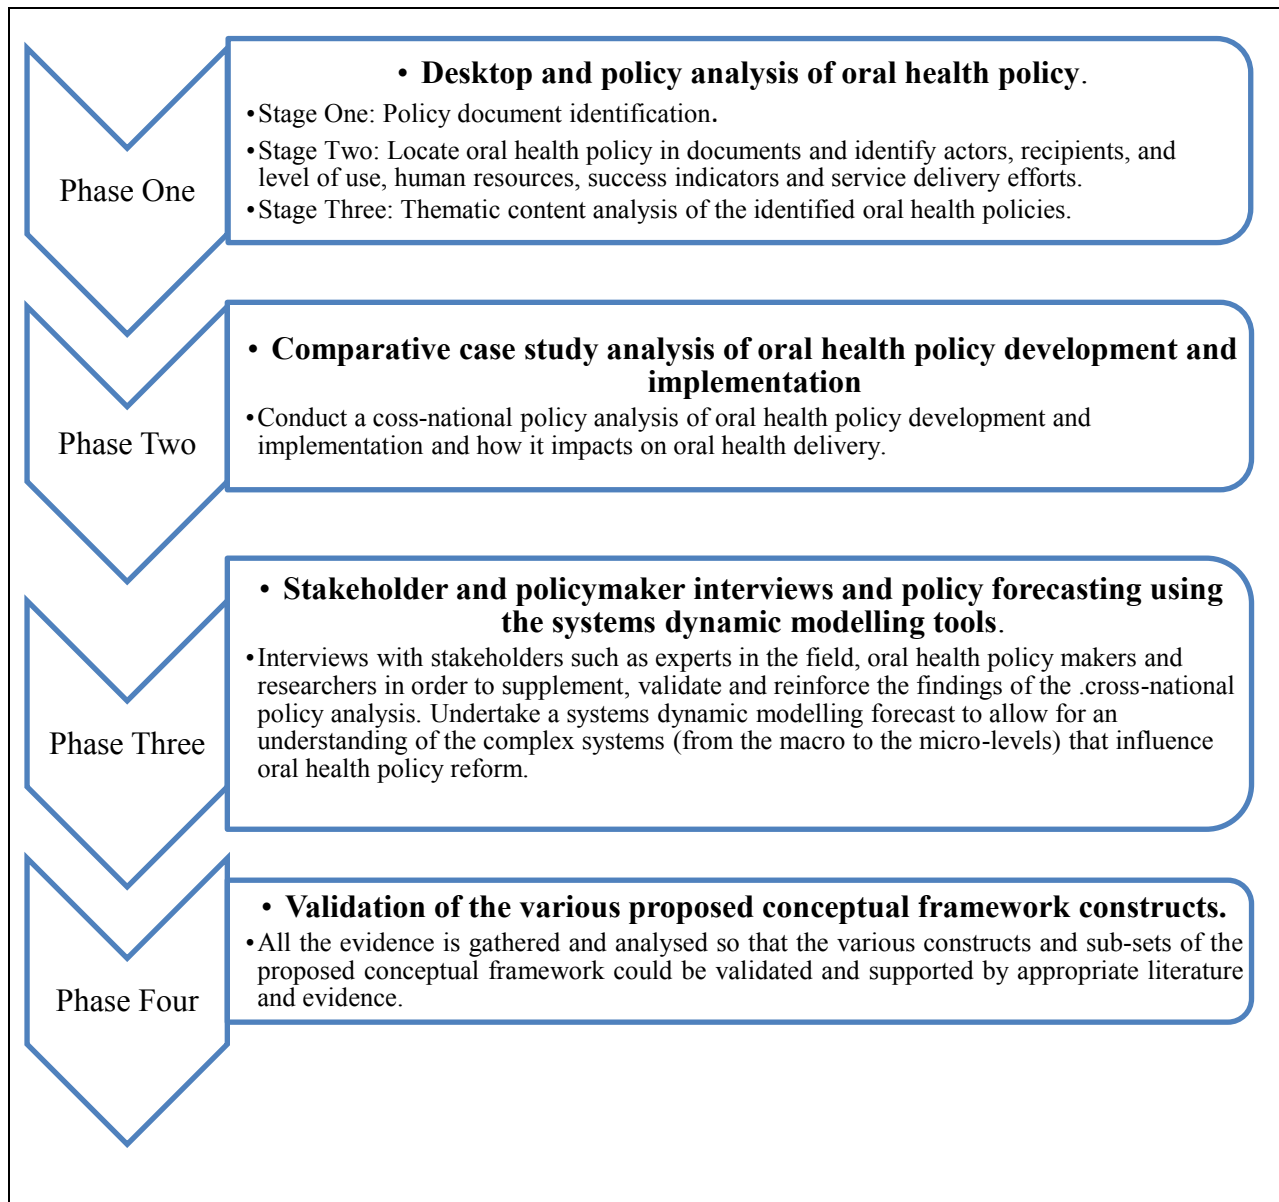 Phase One
• Desktop and policy analysis of oral health policy.
•Stage One: Policy document identification.
•Stage Two: Locate oral health policy in documents and identify actors, recipients, and
level of use, human resources, success indicators and service delivery efforts.
•Stage Three: Thematic content analysis of the identified oral health policies.
Phase Two
• Comparative case study analysis of oral health policy development and
implementation
•Conduct a coss-national policy analysis of oral health policy development and
implementation and how it impacts on oral health delivery.
Phase Three
• Stakeholder and policymaker interviews and policy forecasting using
the systems dynamic modelling tools.
•Interviews with stakeholders such as experts in the field, oral health policy makers and
researchers in order to supplement, validate and reinforce the findings of the .cross-national
policy analysis. Undertake a systems dynamic modelling forecast to allow for an
understanding of the complex systems (from the macro to the micro-levels) that influence
oral health policy reform.
Phase Four
• Validation of the various proposed conceptual framework constructs.
•All the evidence is gathered and analysed so that the various constructs and sub-sets of the
proposed conceptual framework could be validated and supported by appropriate literature
and evidence.